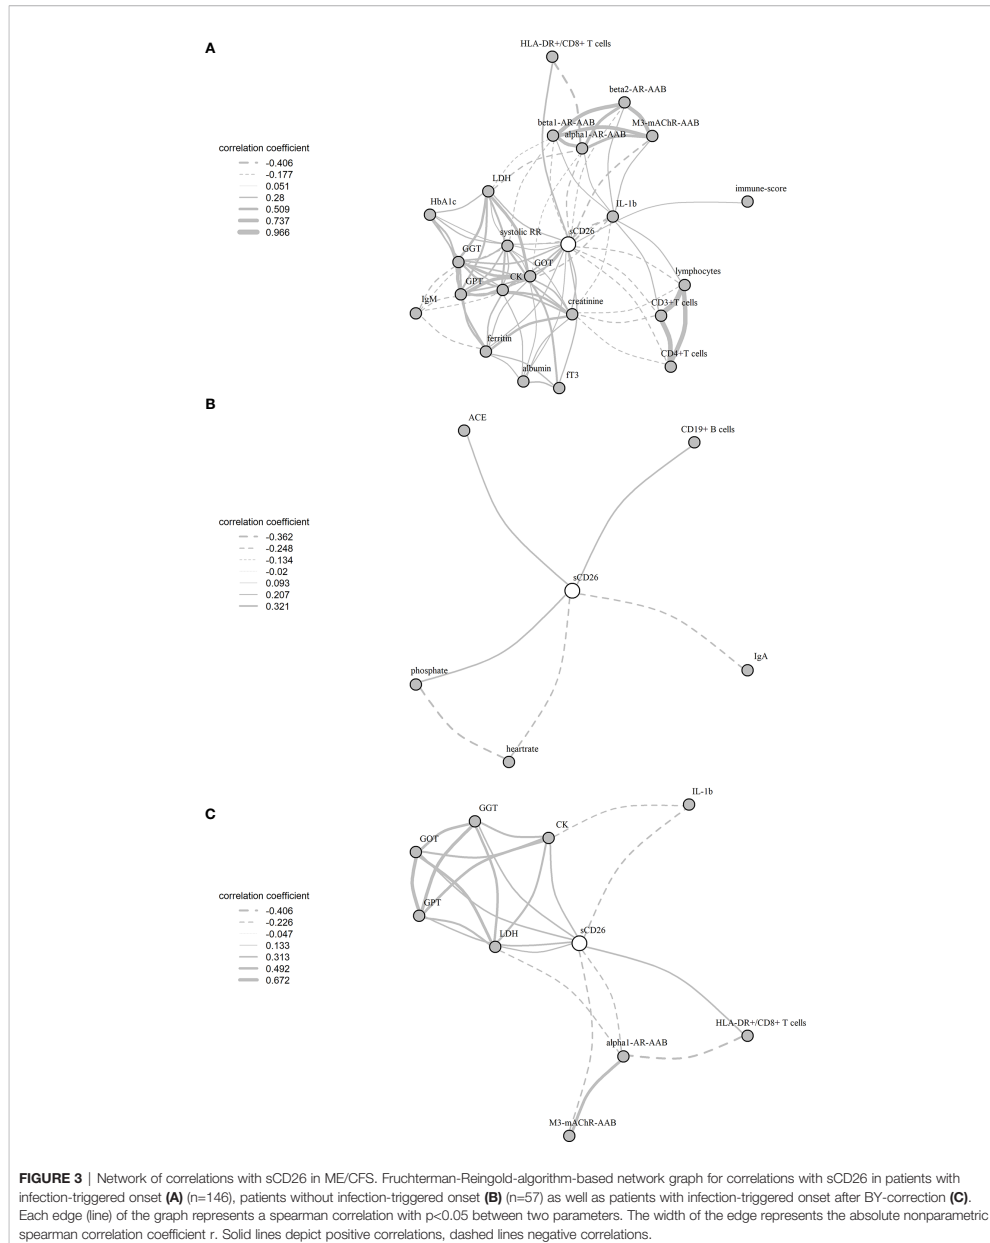 A
HLA-DR+/CD8+ T cells
beta2-AR-AAB
beta1-AR-AAB
M3-mAChR-AAB
alpha1-AR-AAB
correlation coefficient
-0.406
-0.177
0.051
0.28
0.509
0.737
0.966
LDH
immune-score
HbA1c
IL-1b
systolic RR
sCD26
GGT
GOT
GPT
CK
lymphocytes
IgM
creatinine
CD3+T cells
ferritin
CD4+T cells
albumin
fT3
B
ACE
CD19+ B cells
correlation coefficient
-0.362
-0.248
-0.134
-0.02
0.093
0.207
0.321
sCD26
IgA
phosphate
heartrate
C
IL-1b
GGT
CK
GOT
correlation coefficient
-0.406
-0.226
-0.047
0.133
0.313
0.492
0.672
GPT
LDH
sCD26
HLA-DR+/CD8+ T cells
alpha1-AR-AAB
M3-mAChR-AAB
FIGURE 3 | Network of correlations with sCD26 in ME/CFS. Fruchterman-Reingold-algorithm-based network graph for correlations with sCD26 in patients with
infection-triggered onset (A) (n=146), patients without infection-triggered onset (B) (n=57) as well as patients with infection-triggered onset after BY-correction (C).
Each edge (line) of the graph represents a spearman correlation with p<0.05 between two parameters. The width of the edge represents the absolute nonparametric
spearman correlation coefficient r. Solid lines depict positive correlations, dashed lines negative correlations.